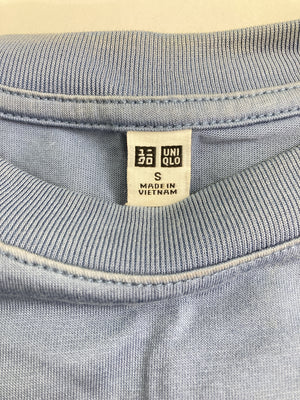 ユニ UNI
クロ QLO
S
MADE IN
VIETNAM